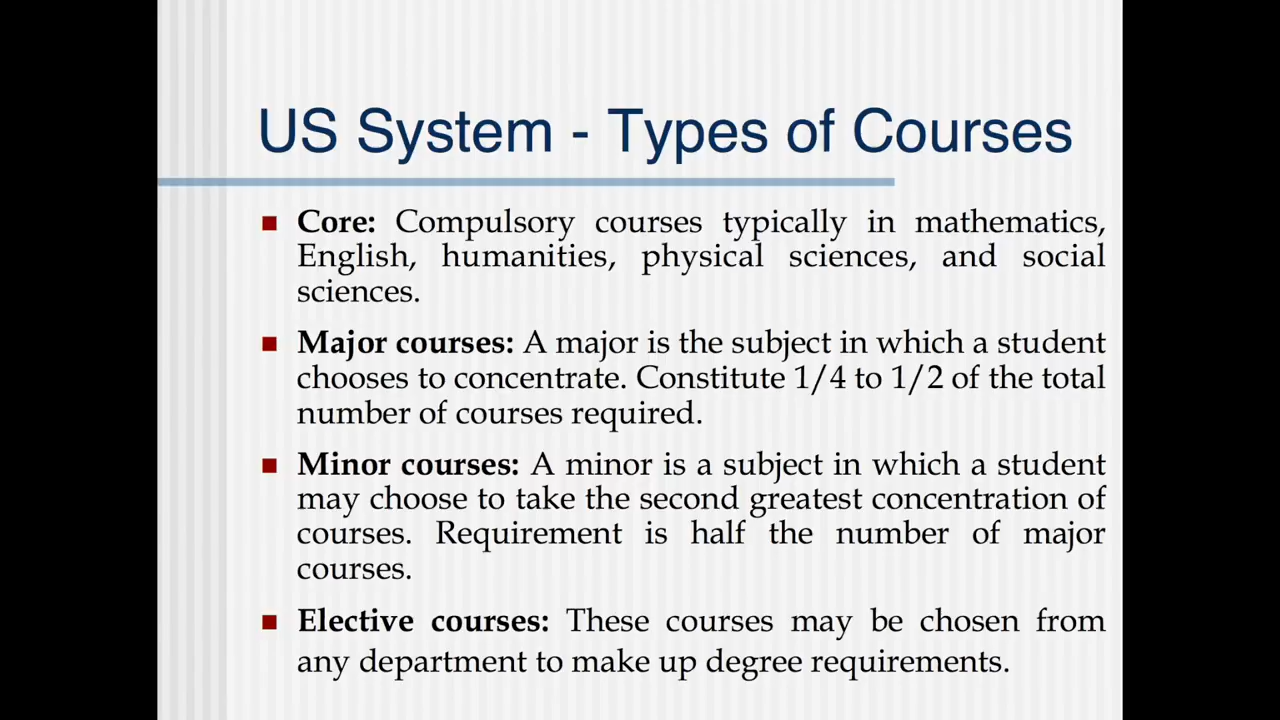 US System - Types of Courses
Core: Compulsory courses typically in mathematics,
English, humanities, physical sciences, and social
sciences.
Major courses: A major is the subject in which a student
chooses to concentrate. Constitute 1/4 to 1/2 of the total
number of courses required.
Minor courses: A minor is a subject in which a student
may choose to take the second greatest concentration of
courses. Requirement is half the number of major
courses.
Elective courses: These courses may be chosen from
any department to make up degree requirements.